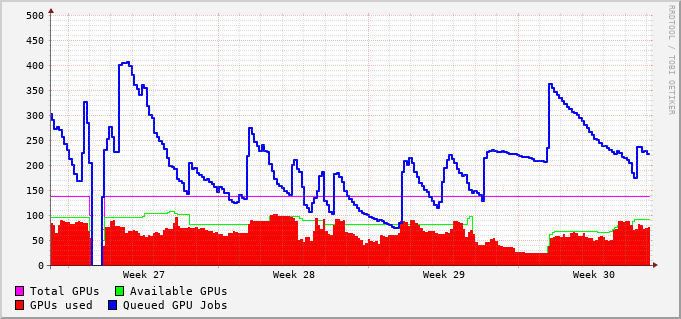 500
450
400
350
300
250
200
150
100
50
0
Week 27 Week 28 Week 29 Week 30
Total GPUs Available GPUs
GPUs used Queued GPU Jobs
RRDTOOL / TOBI OETIKER